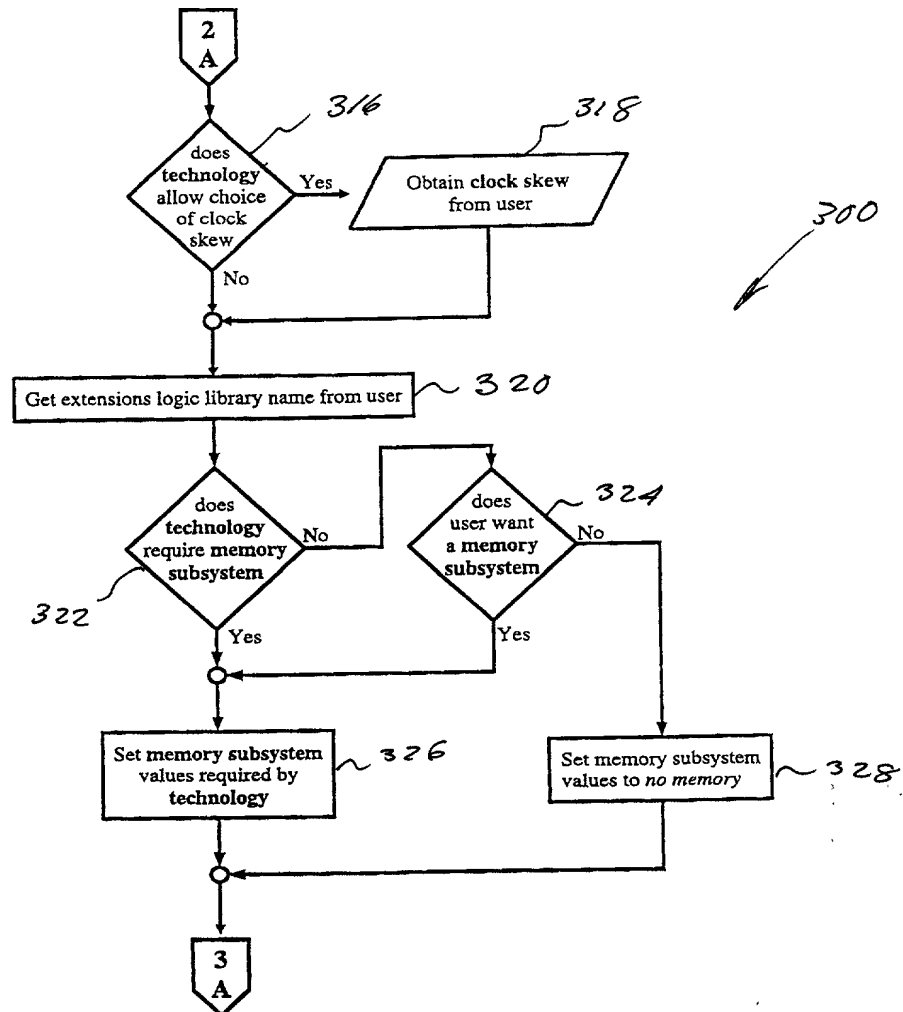 2
A
316
does
technology
allow choice
of clock
skew
Yes
No
318
Obtain clock skew
from user
300
Get extensions logic library name from user
320
does
technology
require memory
subsystem
No
Yes
322
does
user want
a memory
subsystem
324
No
Yes
Set memory subsystem
values required by
technology
326
Set memory subsystem
values to no memory
328
3
A